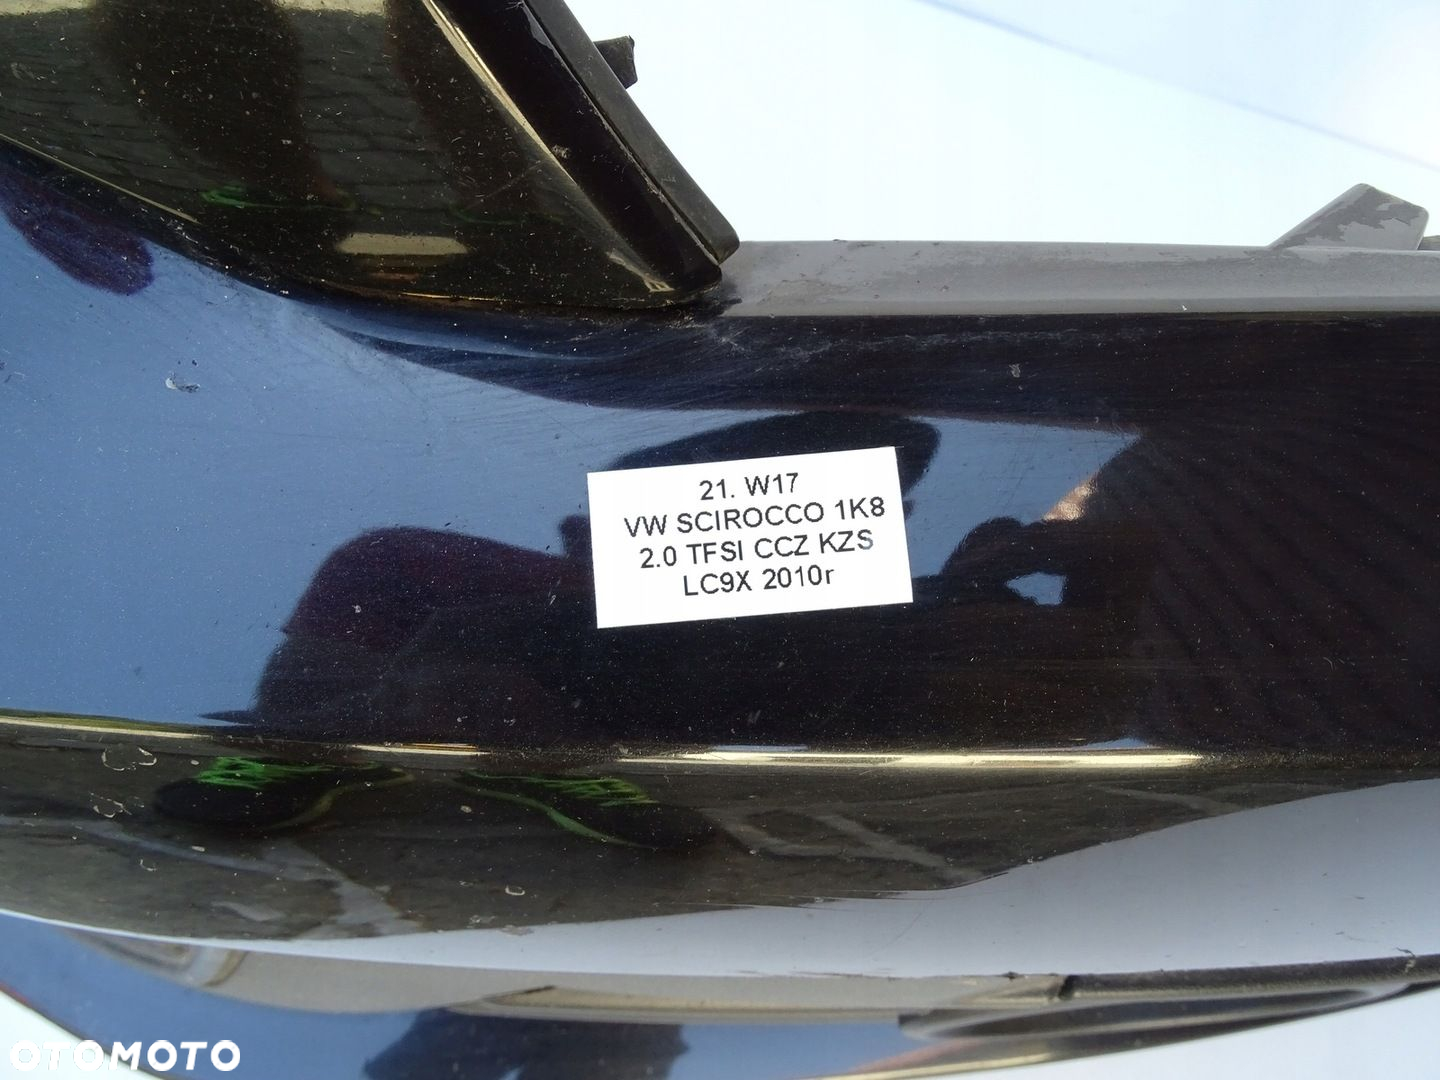 21. W17
VW SCIROCCO 1K8
2.0 TFSI CCZ KZS
LC9X 2010r
OTOMOTO